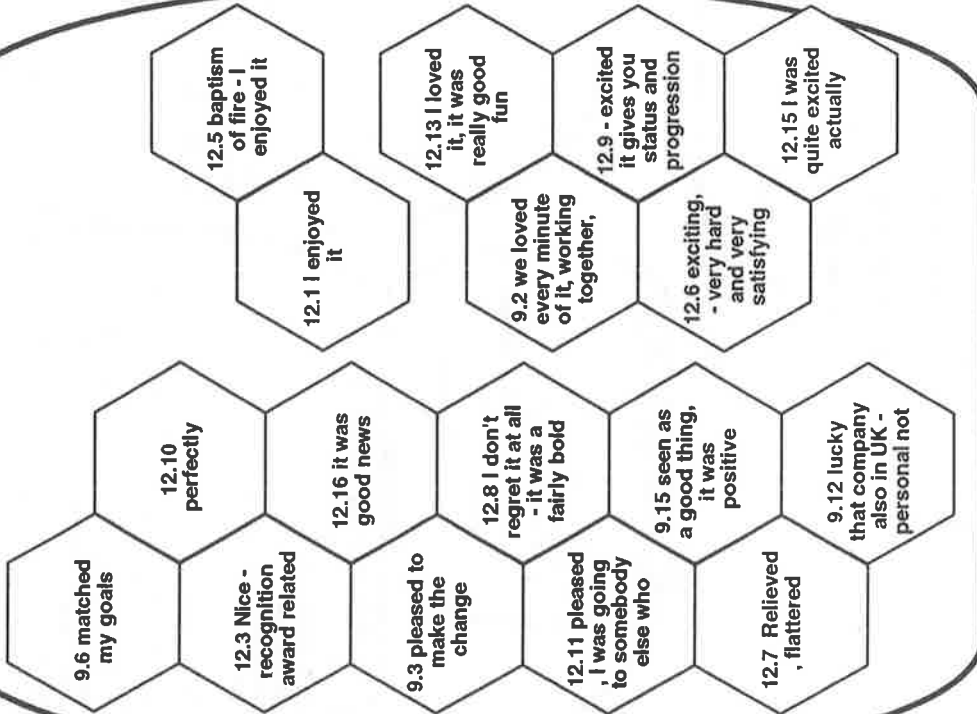 12.7 Relieved
, flattered
12.11 pleased
, I was going
to somebody
else who
9.3 pleased to
make the
change
12.3 Nice -
recognition
award related
9.6 matched
my goals
9.12 lucky
that company
also in UK -
personal not
9.15 seen as
a good thing,
it was
positive
12.8 I don't
regret it at all
- it was a
fairly bold
12.16 it was
good news
12.10
perfectly
12.6 exciting,
- very hard
and very
satisfying
9.2 we loved
every minute
of it, working
together,
12.1 I enjoyed
it
12.15 I was
quite excited
actually
12.9 - excited
it gives you
status and
progression
12.13 I loved
it, it was
really good
fun
12.5 baptism
of fire - I
enjoyed it